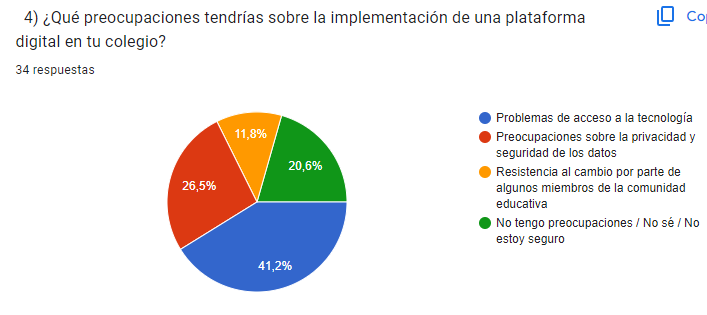 4) ¿Qué preocupaciones tendrías sobre la implementación de una plataforma
digital en tu colegio?
Cop
34 respuestas
11,8%
20,6%
26,5%
41,2%
Problemas de acceso a la tecnología
Preocupaciones sobre la privacidad y
seguridad de los datos
Resistencia al cambio por parte de
algunos miembros de la comunidad
educativa
No tengo preocupaciones / No sé / No
estoy seguro